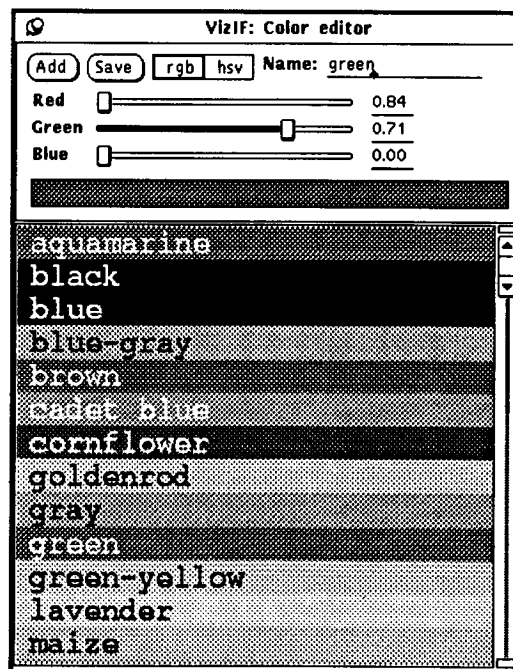 VizIF: Color editor
Add Save rgb hsv Name: green
Red 0.84
Green 0.71
Blue 0.00
aquamarine
black
blue
blue-gray
brown
cadet blue
cornflower
goldenrod
gray
green
green-yellow
lavender
maize